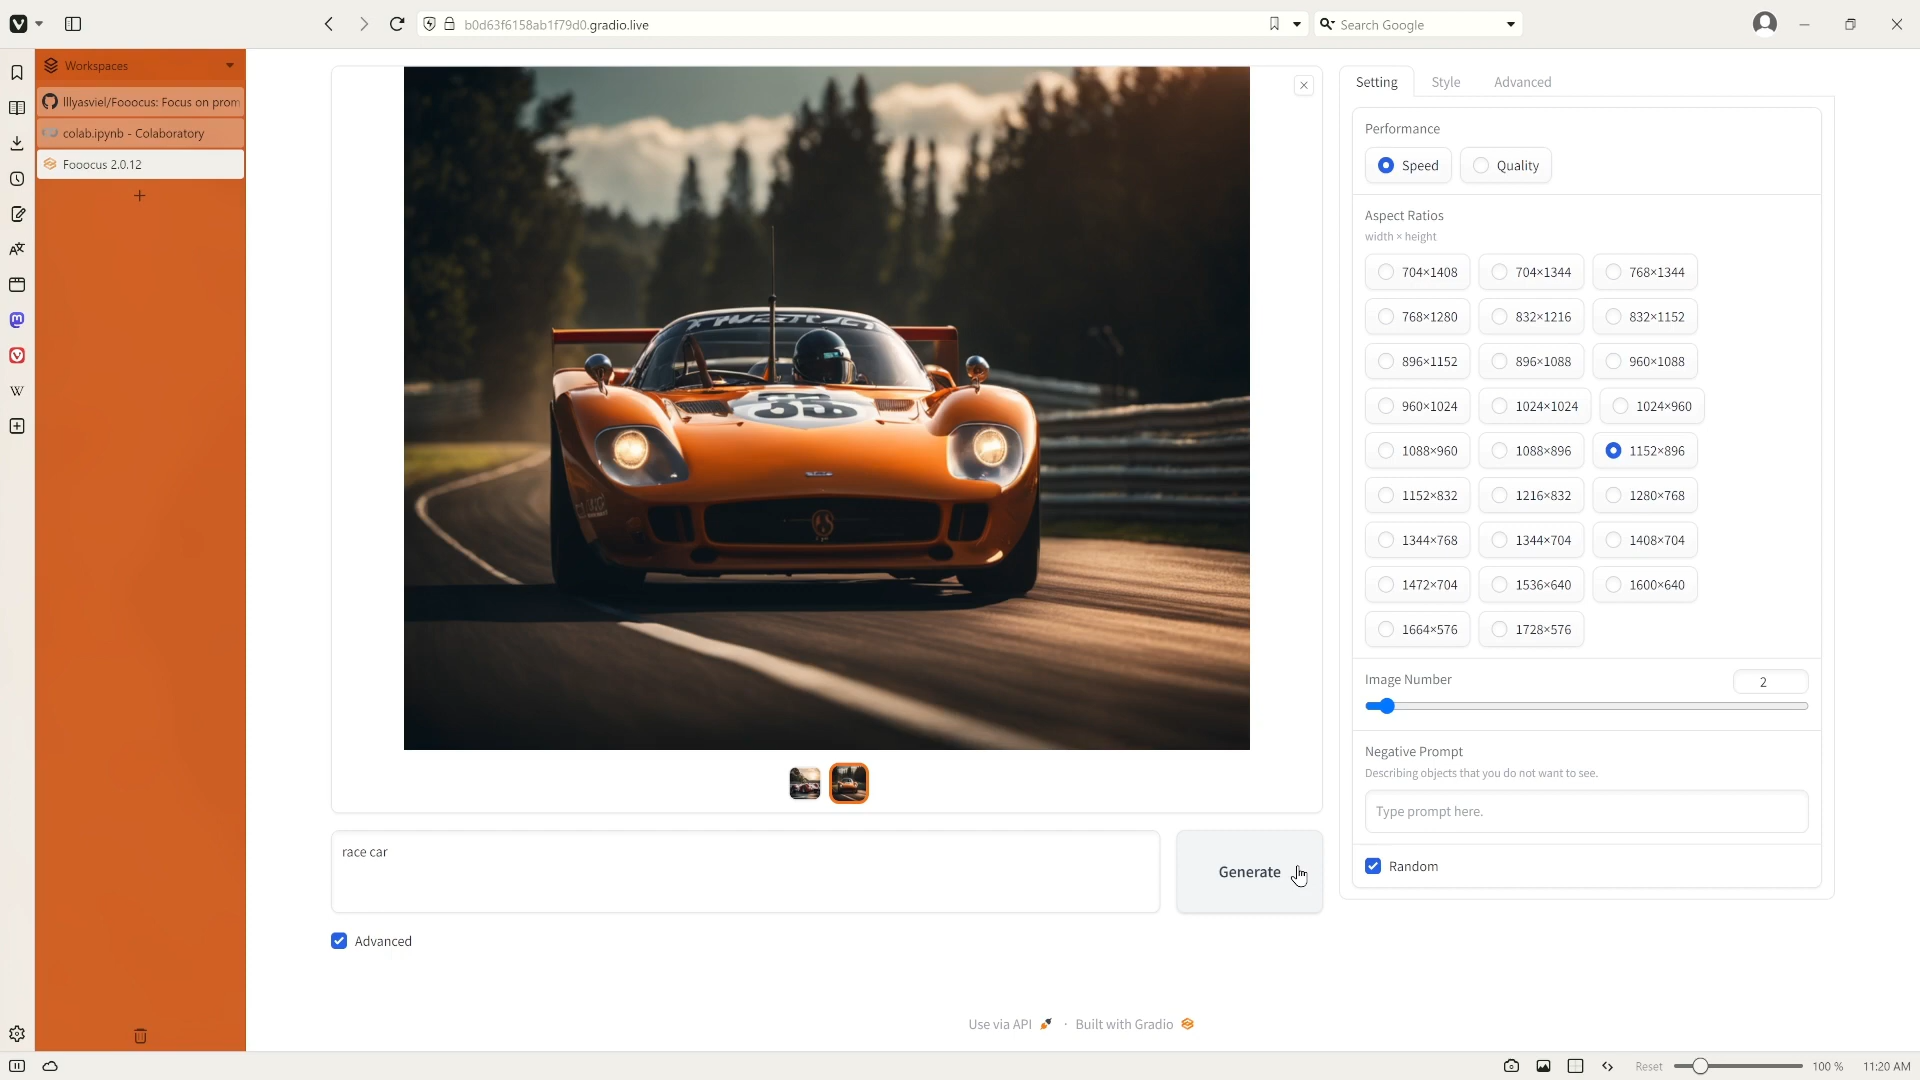 b0d63f6158ab1f79d0.gradio.live
Search Google
Workspaces
lllyasviel/Fooocus: Focus on prom
colab.ipynb - Colaboratory
Fooocus 2.0.12
Setting Style Advanced
Performance
Speed Quality
Aspect Ratios
width × height
704×1408 704×1344 768×1344
768×1280 832×1216 832×1152
896×1152 896×1088 960×1088
960×1024 1024×1024 1024×960
1088×960 1088×896 1152×896
1152×832 1216×832 1280×768
1344×768 1344×704 1408×704
1472×704 1536×640 1600×640
1664×576 1728×576
Image Number 2
Negative Prompt
Describing objects that you do not want to see.
Type prompt here.
Random
race car
Generate
Advanced
Use via API · Built with Gradio
Reset 100 % 11:20 AM